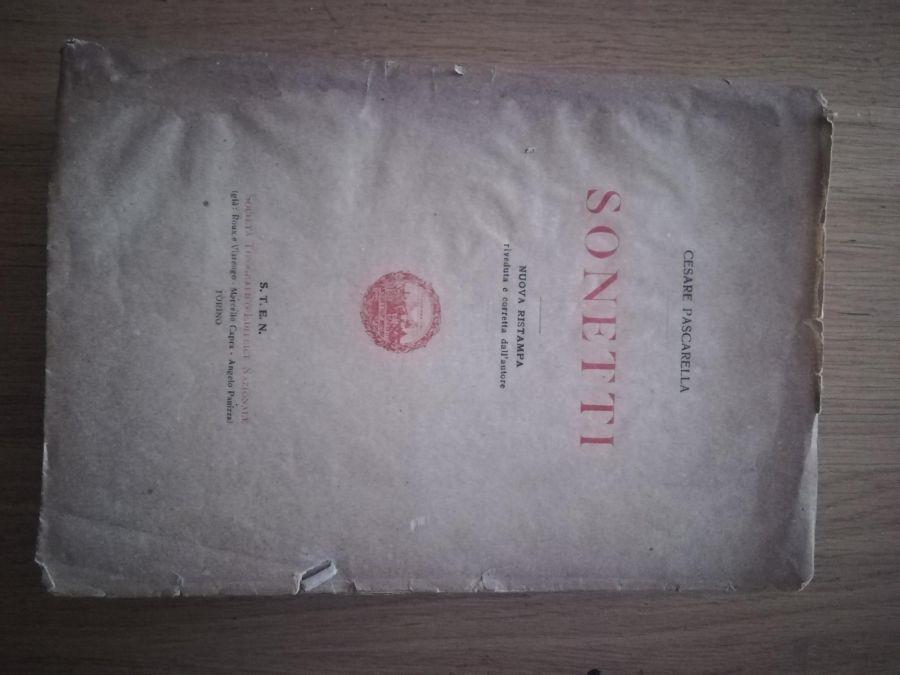 CESARE PASCARELLA
SONETTI
NUOVA RISTAMPA
riveduta e corretta dall'autore
S. T. E. N.
SOCIETÀ TIPOGRAFICO-EDITRICE NAZIONALE
(già: Roux e Viarengo - Marcello Capra - Angelo Panizza)
TORINO